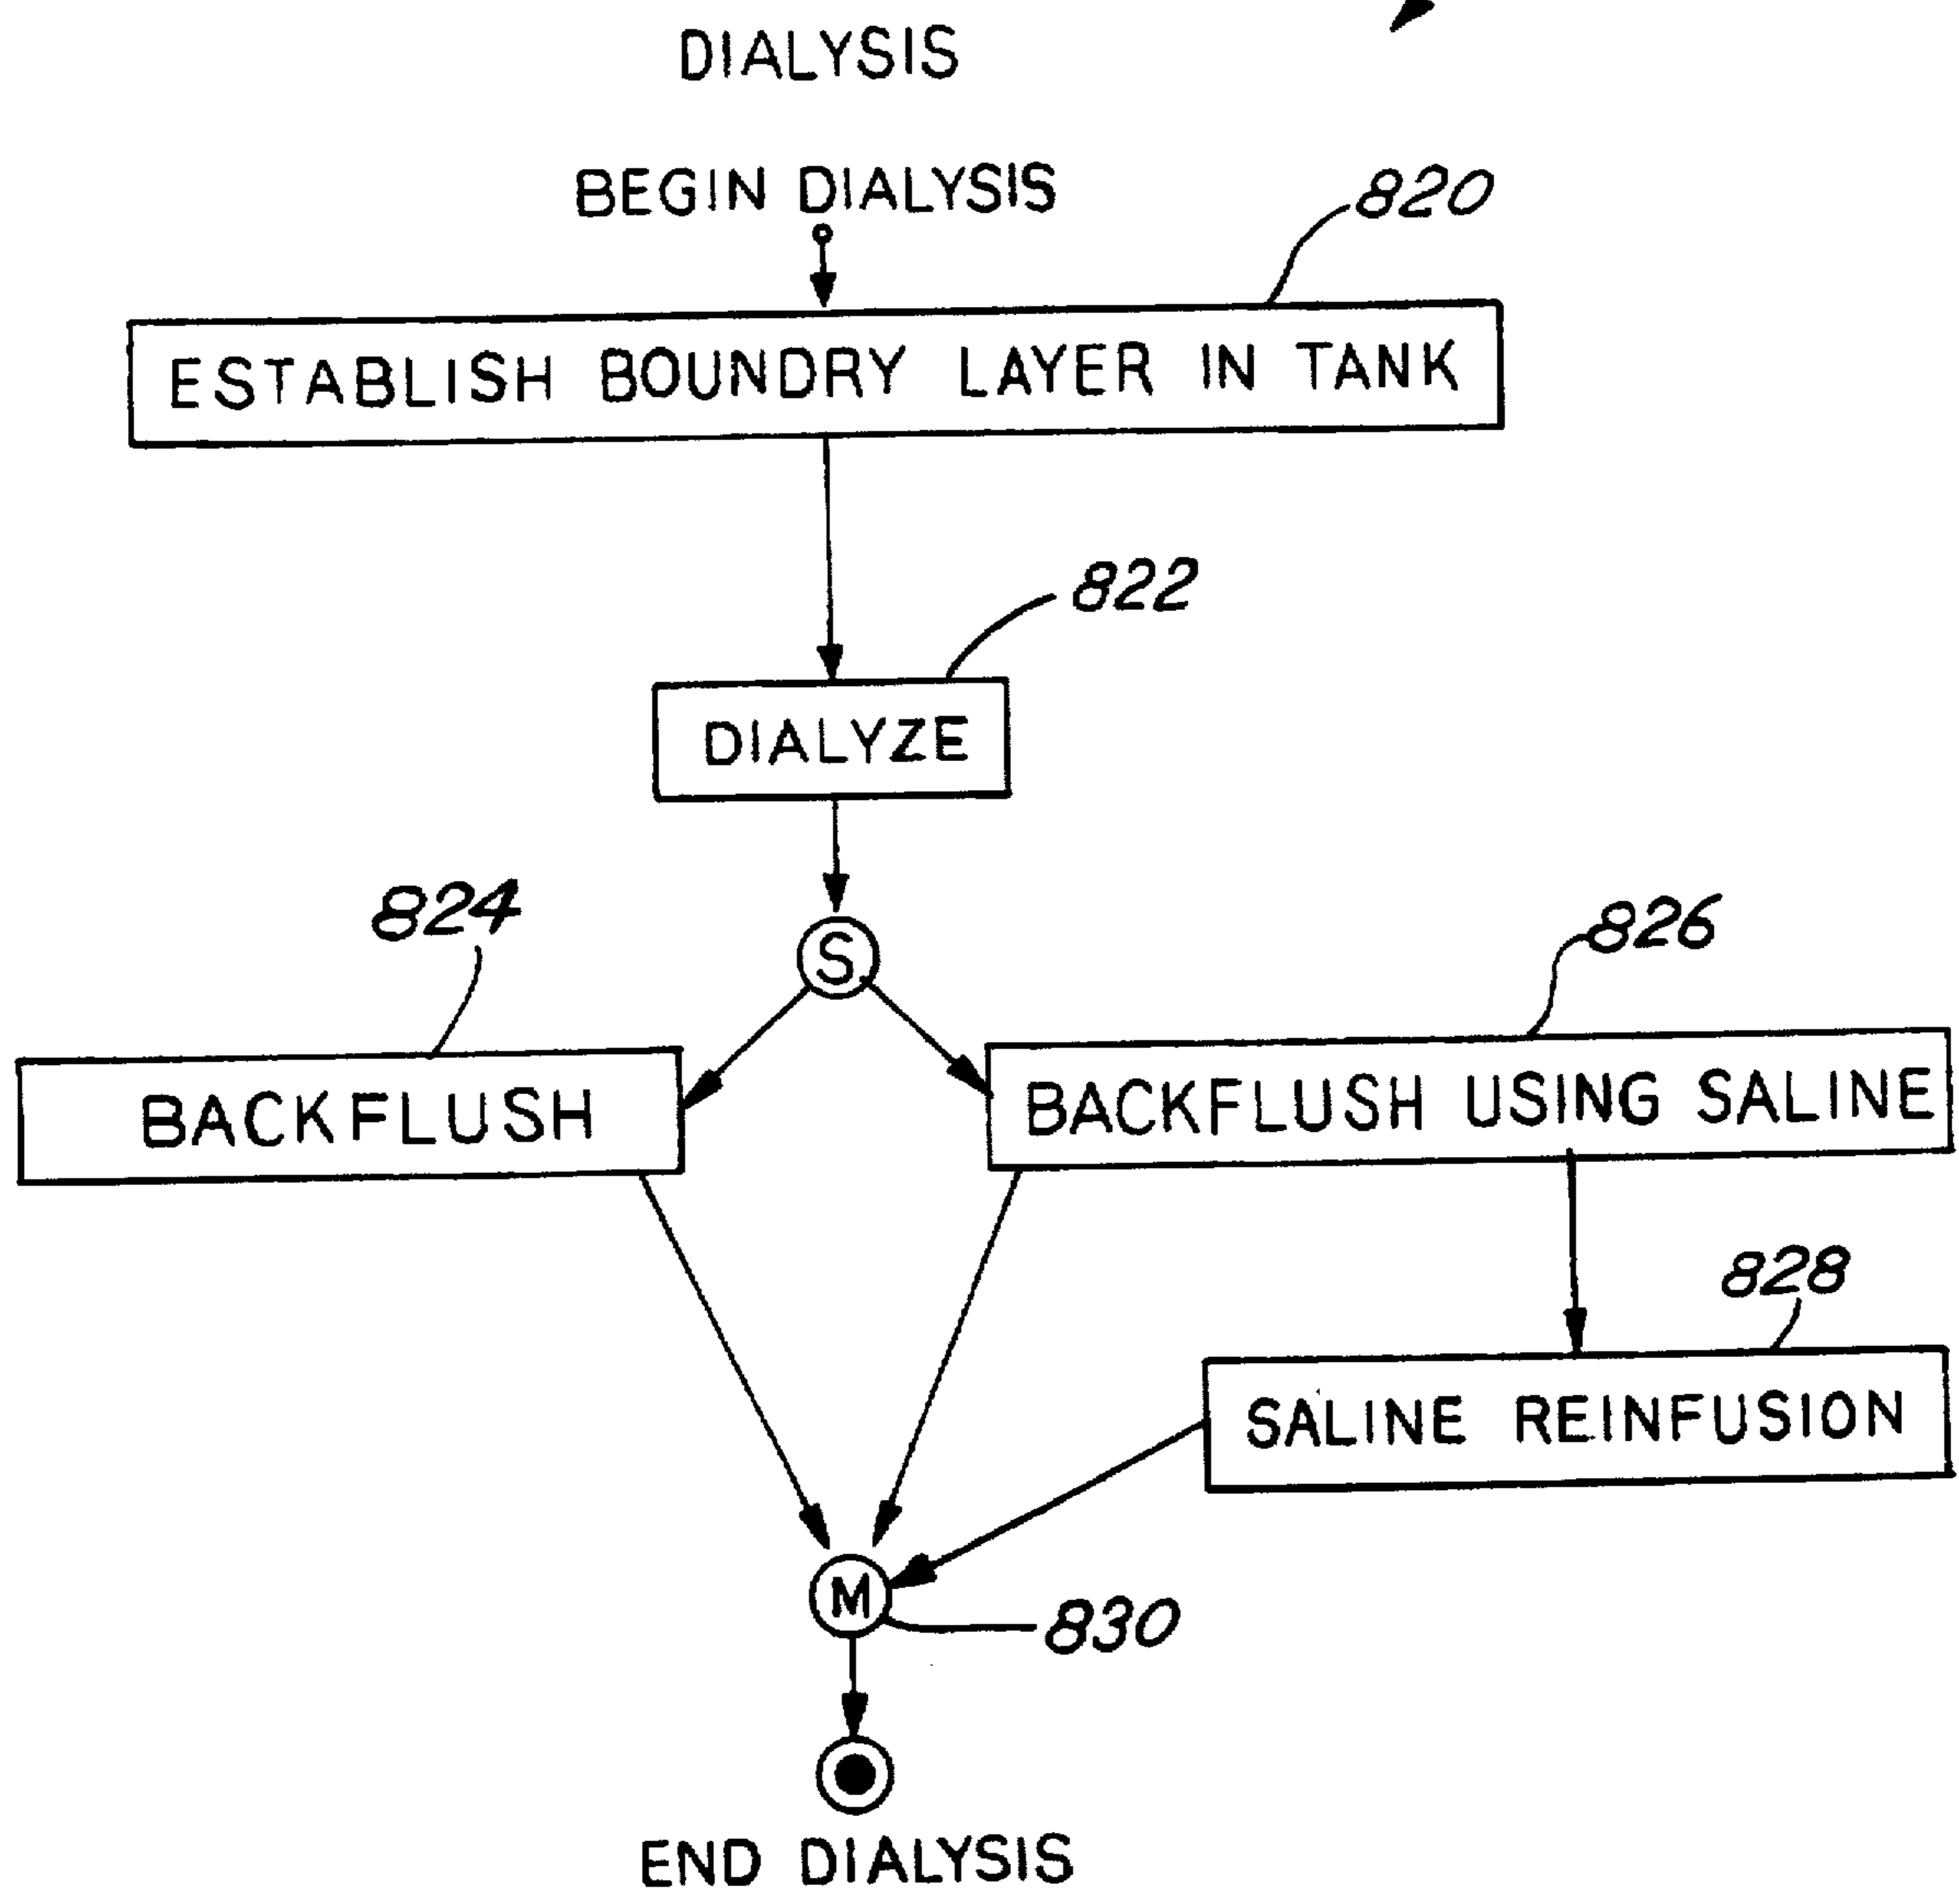 DIALYSIS
BEGIN DIALYSIS
820
ESTABLISH BOUNDRY LAYER IN TANK
822
DIALYZE
824
S
826
BACKFLUSH
BACKFLUSH USING SALINE
828
SALINE REINFUSION
M
830
END DIALYSIS